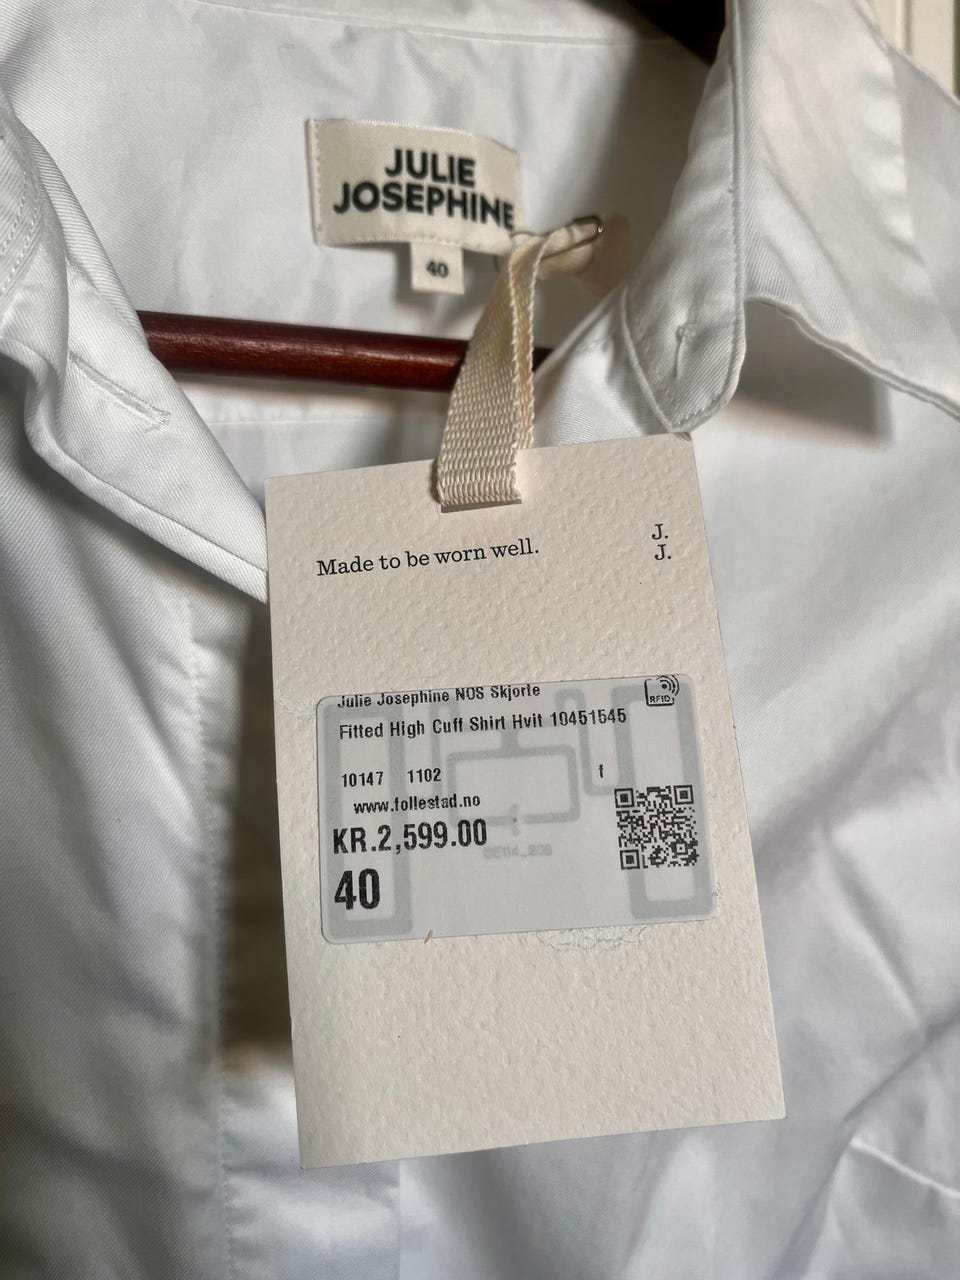 JULIE
JOSEPHINE
40
Made to be worn well.
J.
J.
Julie Josephine NOS Skjorte
RFID
Fitted High Cuff Shirt Hvit 10451545
10147 1102 f
www.follestad.no
KR.2,599.00
40